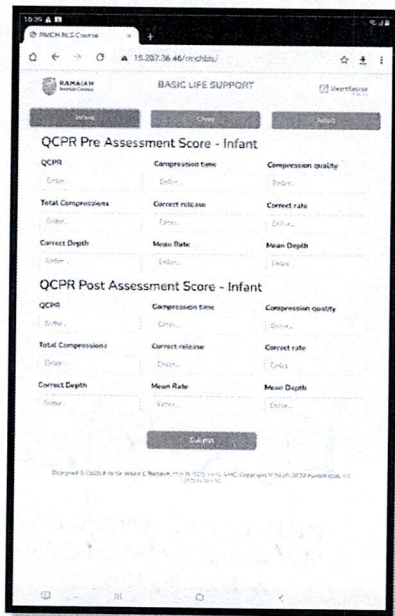 16:39
RMCH BLS Course
15.207.36.46/rmchbls/
RAMAIAH
BASIC LIFE SUPPORT
Infant
Child
Adult
QCPR Pre Assessment Score - Infant
QCPR
Compression time
Compression quality
Enter..
Enter..
Enter..
Total Compressions
Correct release
Correct rate
Enter..
Enter..
Enter..
Correct Depth
Mean Rate
Mean Depth
Enter..
Enter..
Enter..
QCPR Post Assessment Score - Infant
QCPR
Compression time
Compression quality
Enter..
Enter..
Enter..
Total Compressions
Correct release
Correct rate
Enter..
Enter..
Enter..
Correct Depth
Mean Rate
Mean Depth
Enter..
Enter..
Enter..
Submit